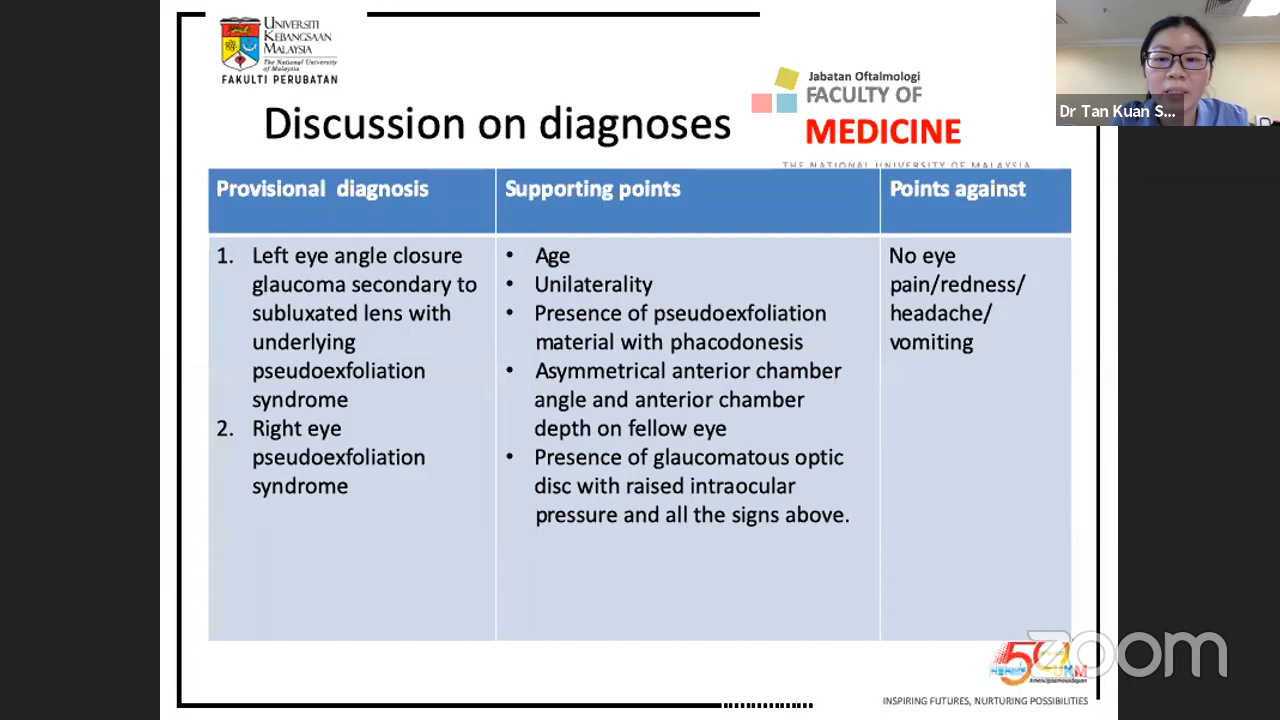 UNIVERSITI
KEBANGSAAN
MALAYSIA
The National University
of Malaysia
FAKULTI PERUBATAN
Jabatan Oftalmologi
FACULTY OF
MEDICINE
THE NATIONAL UNIVERSITY OF MALAYSIA
Dr Tan Kuan S...
Discussion on diagnoses
Provisional diagnosis
Supporting points
Points against
1. Left eye angle closure
glaucoma secondary to
subluxated lens with
underlying
pseudoexfoliation
syndrome
2. Right eye
pseudoexfoliation
syndrome
• Age
• Unilaterality
• Presence of pseudoexfoliation
material with phacodonesis
• Asymmetrical anterior chamber
angle and anterior chamber
depth on fellow eye
• Presence of glaucomatous optic
disc with raised intraocular
pressure and all the signs above.
No eye
pain/redness/
headache/
vomiting
zoom
50
UKM
INSPIRING FUTURES, NURTURING POSSIBILITIES